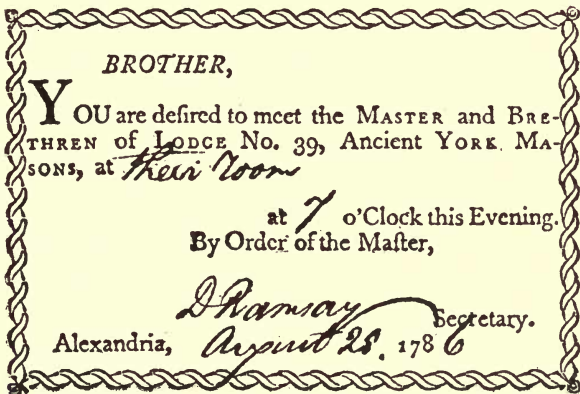 BROTHER,
YOU are deſired to meet the MASTER and BRE-
THREN of LODGE No. 39, Ancient YORK MA-
SONS, at their room
at 7 o'Clock this Evening.
By Order of the Maſter,
D Ramsay Secretary.
Alexandria, August 28. 1786